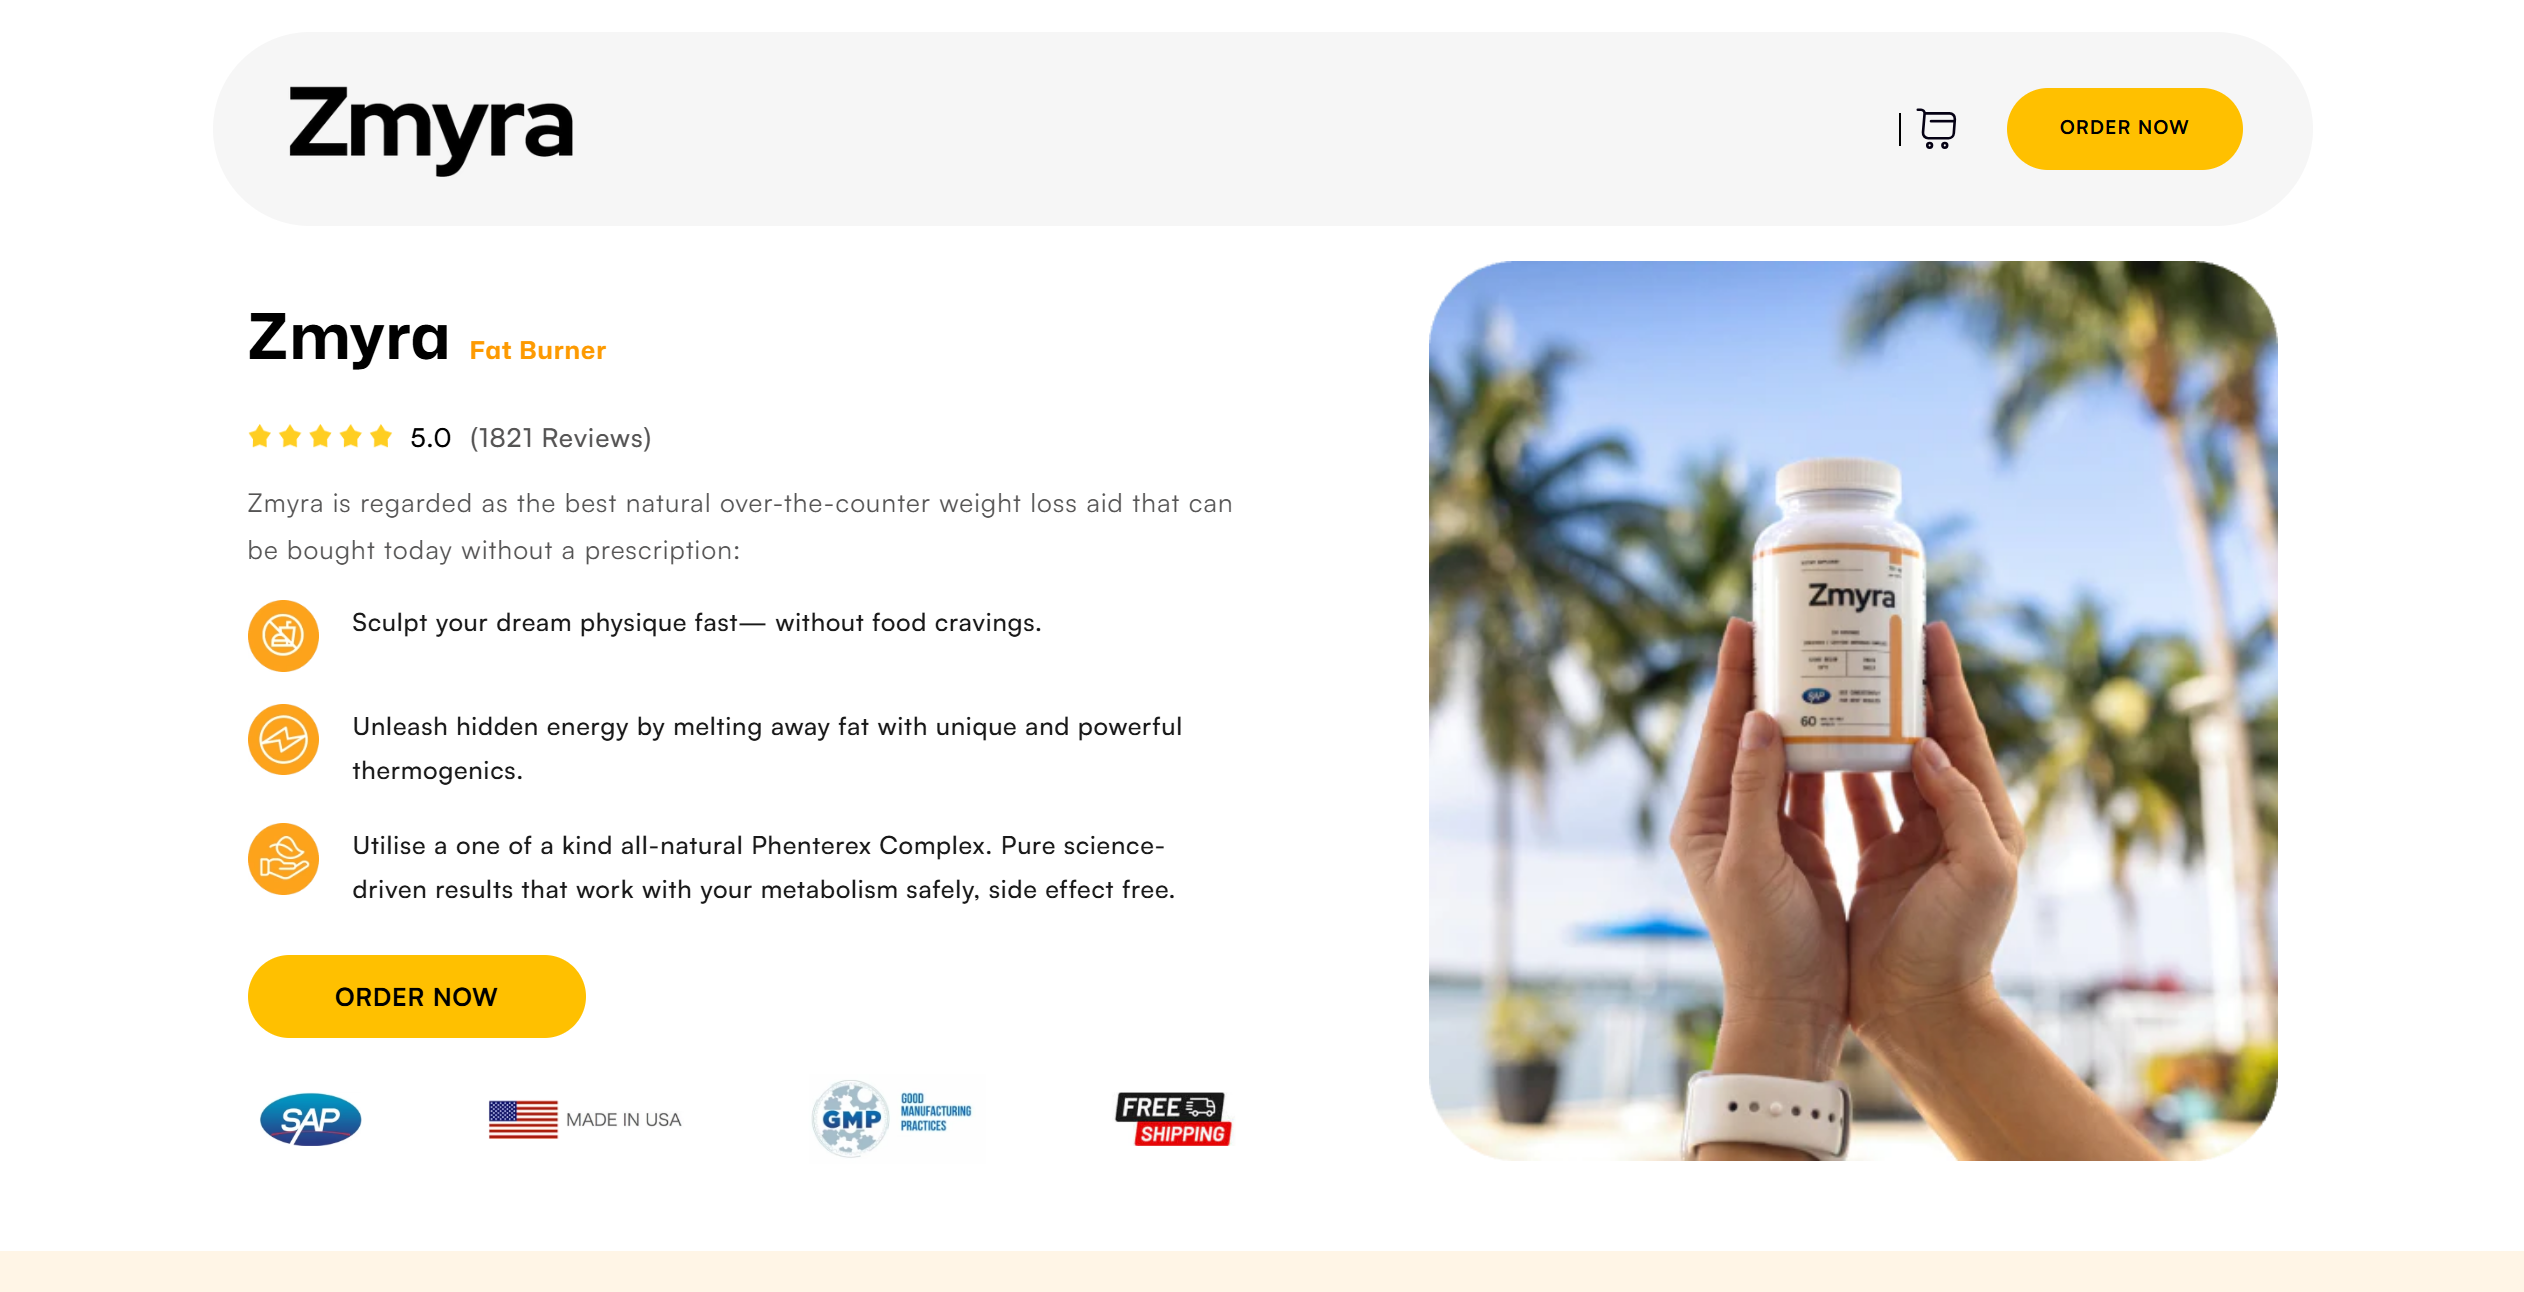 Zmyra
ORDER NOW
Zmyra Fat Burner
5.0 (1821 Reviews)
Zmyra is regarded as the best natural over-the-counter weight loss aid that can
be bought today without a prescription:
Sculpt your dream physique fast— without food cravings.
Unleash hidden energy by melting away fat with unique and powerful
thermogenics.
Utilise a one of a kind all-natural Phenterex Complex. Pure science-
driven results that work with your metabolism safely, side effect free.
ORDER NOW
SAP
MADE IN USA
GMP
GOOD
MANUFACTURING
PRACTICES
FREE
SHIPPING
Zmyra
SAP
60